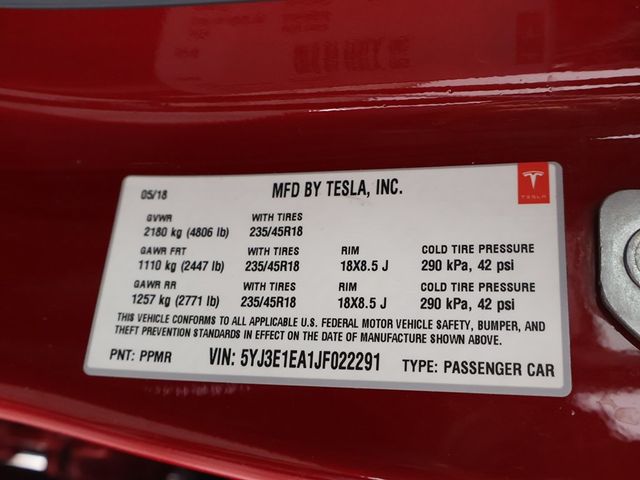 05/18 MFD BY TESLA, INC.
TESLA
GVWR WITH TIRES
2180 kg (4806 lb) 235/45R18
GAWR FRT WITH TIRES RIM COLD TIRE PRESSURE
1110 kg (2447 lb) 235/45R18 18X8.5 J 290 kPa, 42 psi
GAWR RR WITH TIRES RIM COLD TIRE PRESSURE
1257 kg (2771 lb) 235/45R18 18X8.5 J 290 kPa, 42 psi
THIS VEHICLE CONFORMS TO ALL APPLICABLE U.S. FEDERAL MOTOR VEHICLE SAFETY, BUMPER, AND
THEFT PREVENTION STANDARDS IN EFFECT ON THE DATE OF MANUFACTURE SHOWN ABOVE.
PNT: PPMR VIN: 5YJ3E1EA1JF022291 TYPE: PASSENGER CAR